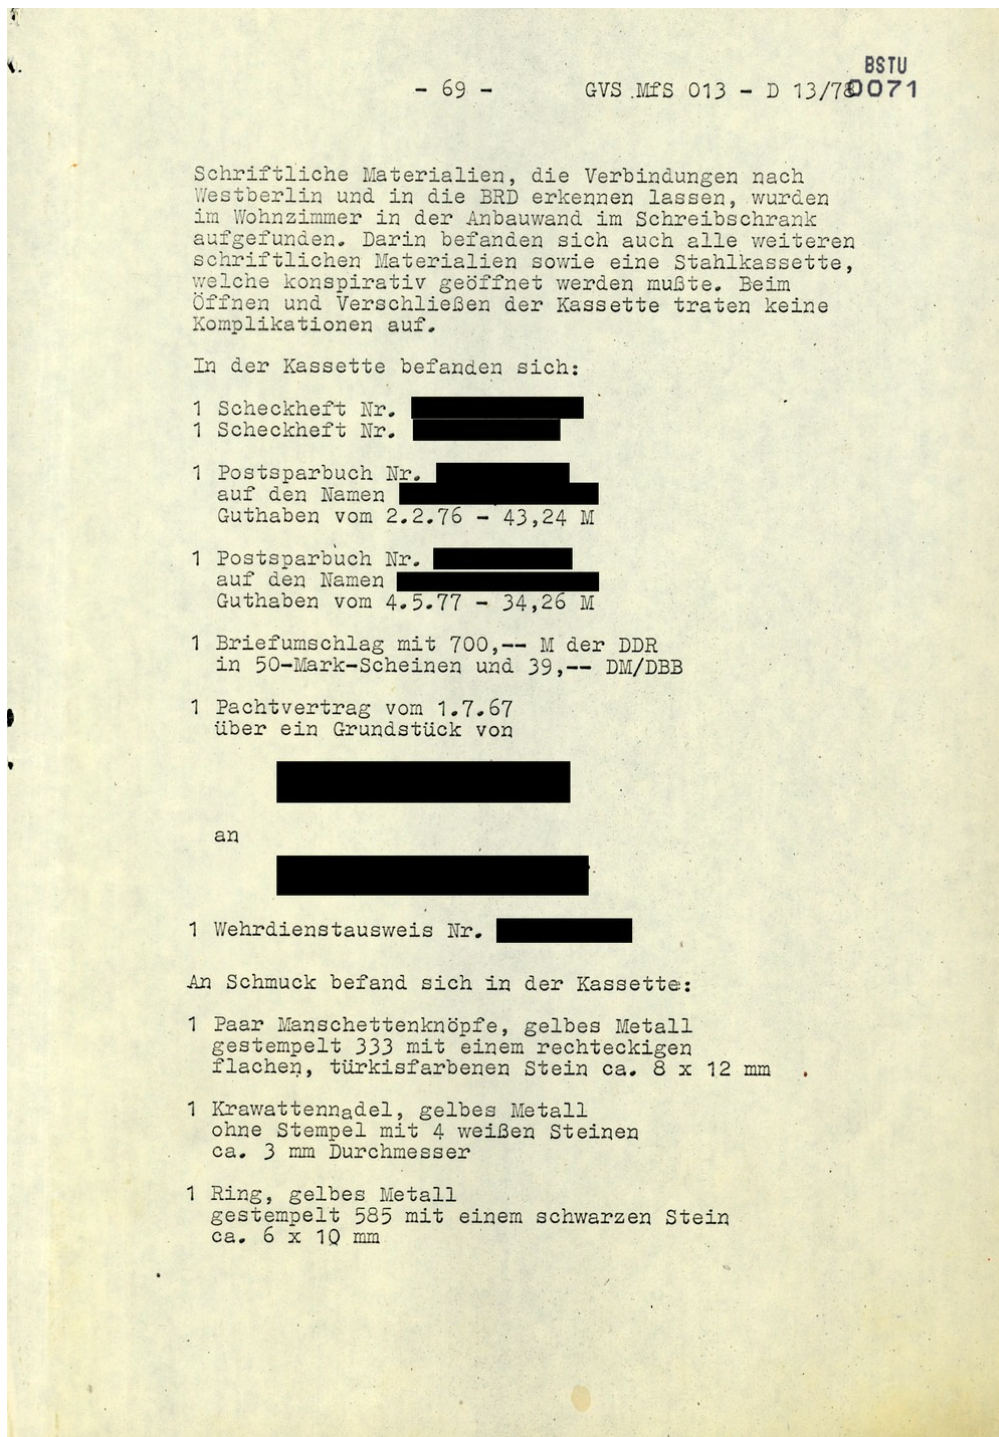 BSTU
- 69 - GVS MfS 013 - D 13/78 0071
Schriftliche Materialien, die Verbindungen nach
Westberlin und in die BRD erkennen lassen, wurden
im Wohnzimmer in der Anbauwand im Schreibschrank
aufgefunden. Darin befanden sich auch alle weiteren
schriftlichen Materialien sowie eine Stahlkassette,
welche konspirativ geöffnet werden mußte. Beim
Öffnen und Verschließen der Kassette traten keine
Komplikationen auf.
In der Kassette befanden sich:
1 Scheckheft Nr.
1 Scheckheft Nr.
1 Postsparbuch Nr.
auf den Namen
Guthaben vom 2.2.76 - 43,24 M
1 Postsparbuch Nr.
auf den Namen
Guthaben vom 4.5.77 - 34,26 M
1 Briefumschlag mit 700,-- M der DDR
in 50-Mark-Scheinen und 39,-- DM/DBB
1 Pachtvertrag vom 1.7.67
über ein Grundstück von
an
1 Wehrdienstausweis Nr.
An Schmuck befand sich in der Kassette:
1 Paar Manschettenknöpfe, gelbes Metall
gestempelt 333 mit einem rechteckigen
flachen, türkisfarbenen Stein ca. 8 x 12 mm
1 Krawattennadel, gelbes Metall
ohne Stempel mit 4 weißen Steinen
ca. 3 mm Durchmesser
1 Ring, gelbes Metall
gestempelt 585 mit einem schwarzen Stein
ca. 6 x 10 mm